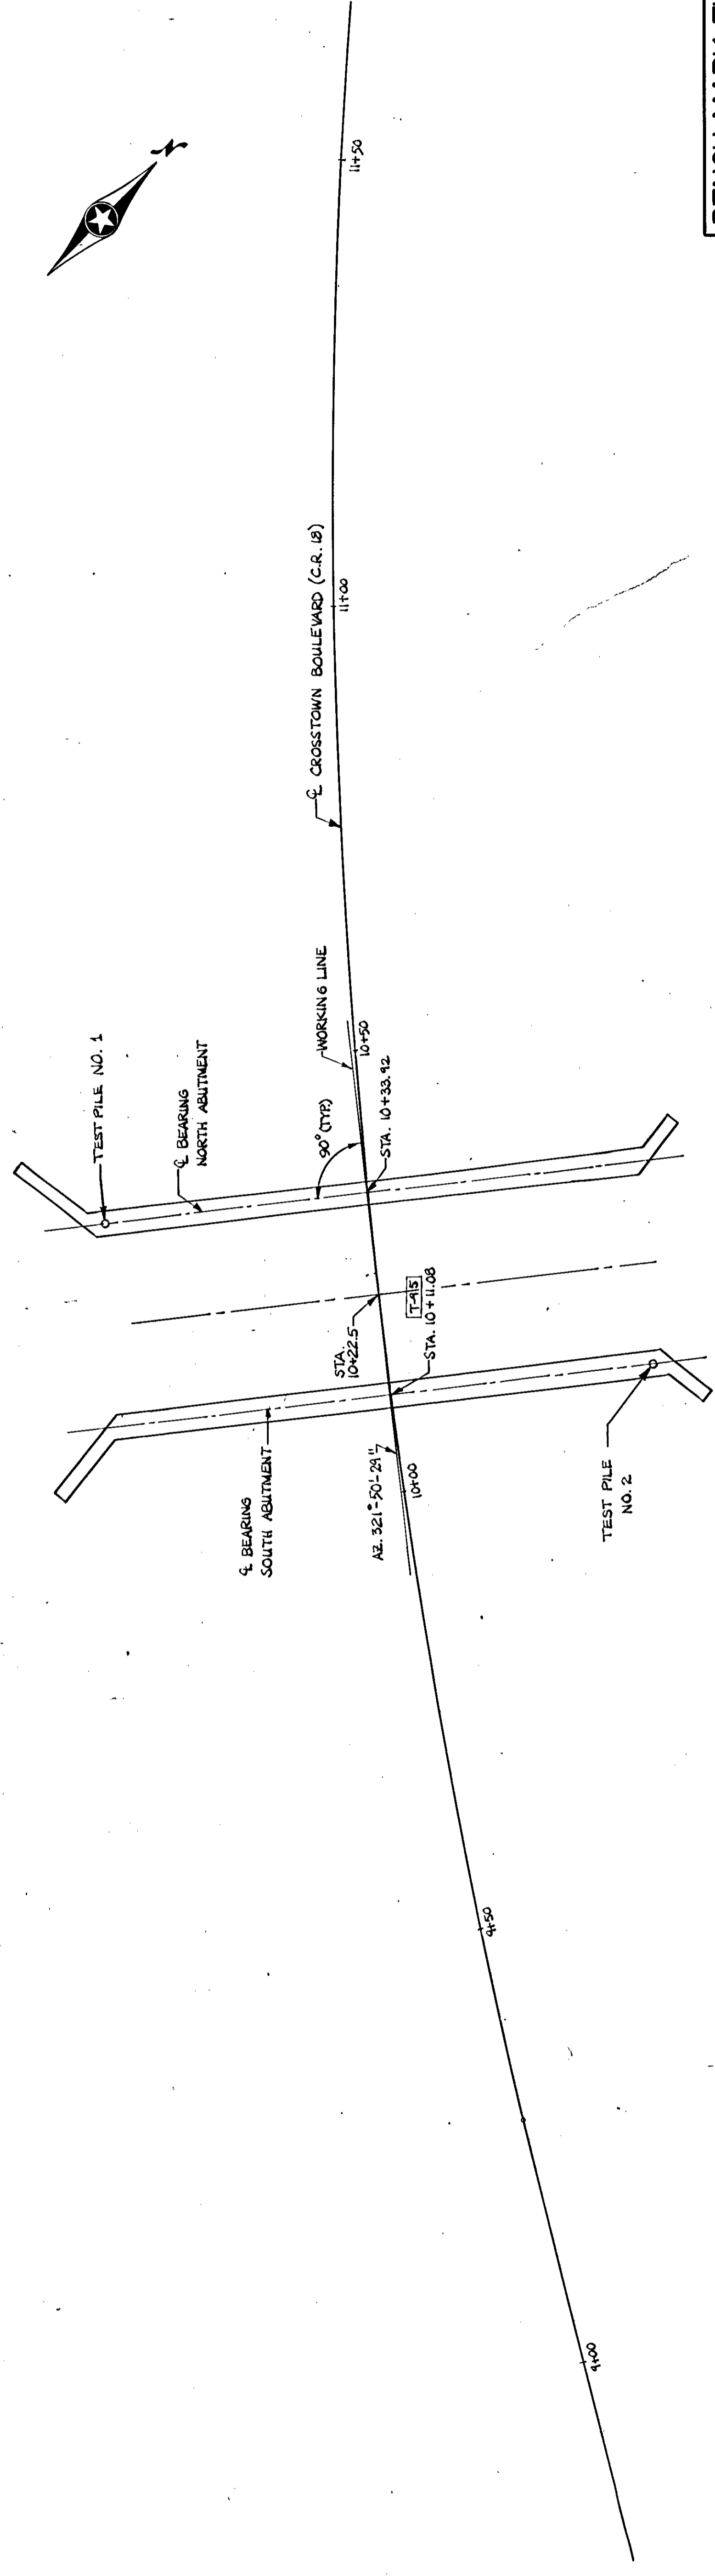 N
11+50
℄ CROSSTOWN BOULEVARD (C.R. 18)
11+00
TEST PILE NO. 1
℄ BEARING
NORTH ABUTMENT
WORKING LINE
10+50
90° (TYP.)
STA. 10+33.92
STA.
10+22.5
T-915
STA. 10+11.08
℄ BEARING
SOUTH ABUTMENT
AZ. 321°-50'-29"
10+00
TEST PILE
NO. 2
9+50
9+00